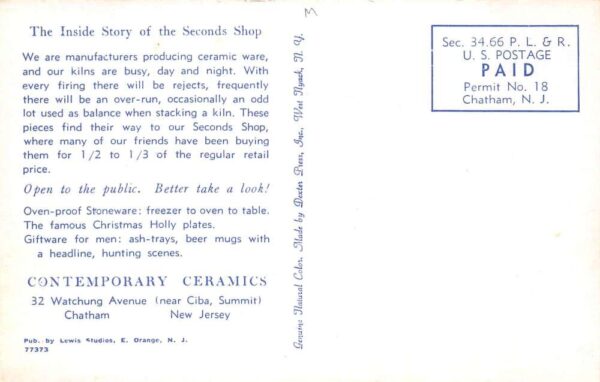 M
The Inside Story of the Seconds Shop
We are manufacturers producing ceramic ware,
and our kilns are busy, day and night. With
every firing there will be rejects, frequently
there will be an over-run, occasionally an odd
lot used as balance when stacking a kiln. These
pieces find their way to our Seconds Shop,
where many of our friends have been buying
them for 1/2 to 1/3 of the regular retail
price.
Open to the public. Better take a look!
Oven-proof Stoneware: freezer to oven to table.
The famous Christmas Holly plates.
Giftware for men: ash-trays, beer mugs with
a headline, hunting scenes.
CONTEMPORARY CERAMICS
32 Watchung Avenue (near Ciba, Summit)
Chatham New Jersey
Pub. by Lewis Studios, E. Orange, N. J.
77373
Genuine Natural Color. Made by Dexter Press, Inc., West Nyack, N. Y.
Sec. 34.66 P. L. & R.
U. S. POSTAGE
PAID
Permit No. 18
Chatham, N. J.